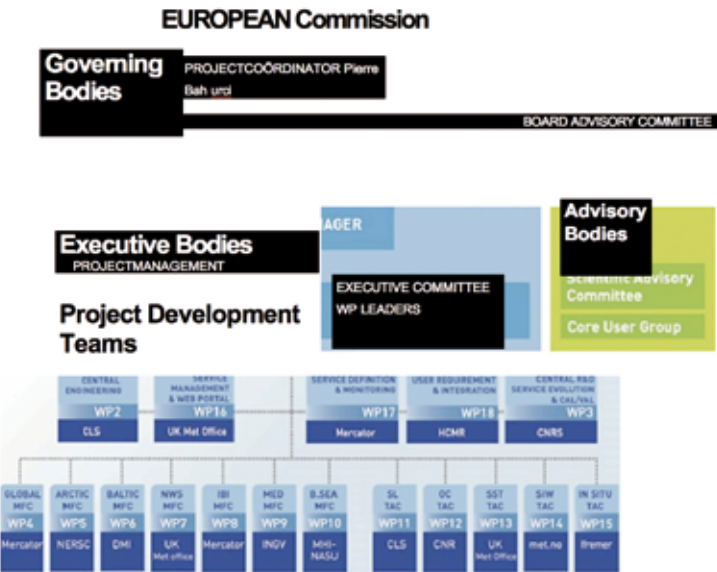 EUROPEAN Commission
Governing
Bodies
PROJECTCOÖRDINATOR Pierre
Bah urel
BOARD ADVISORY COMMITTEE
AGER
Advisory
Bodies
Executive Bodies
PROJECTMANAGEMENT
EXECUTIVE COMMITTEE
WP LEADERS
Scientific Advisory
Committee
Core User Group
Project Development
Teams
CENTRAL
ENGINEERING
WP2
CLS
SERVICE
MANAGEMENT
& WEB PORTAL
WP16
UK Met Office
SERVICE DEFINITION
& MONITORING
WP17
Mercator
USER REQUIREMENT
& INTEGRATION
WP18
HCMR
CENTRAL R&D
SERVICE EVOLUTION
& CAL/VAL
WP3
CNRS
GLOBAL
MFC
WP4
Mercator
ARCTIC
MFC
WP5
NERSC
BALTIC
MFC
WP6
DMI
NWS
MFC
WP7
UK
Met office
IBI
MFC
WP8
Mercator
MED
MFC
WP9
INGV
B.SEA
MFC
WP10
MHI-
NASU
SL
TAC
WP11
CLS
OC
TAC
WP12
CNR
SST
TAC
WP13
UK
Met Office
SIW
TAC
WP14
met.no
IN SITU
TAC
WP15
Ifremer